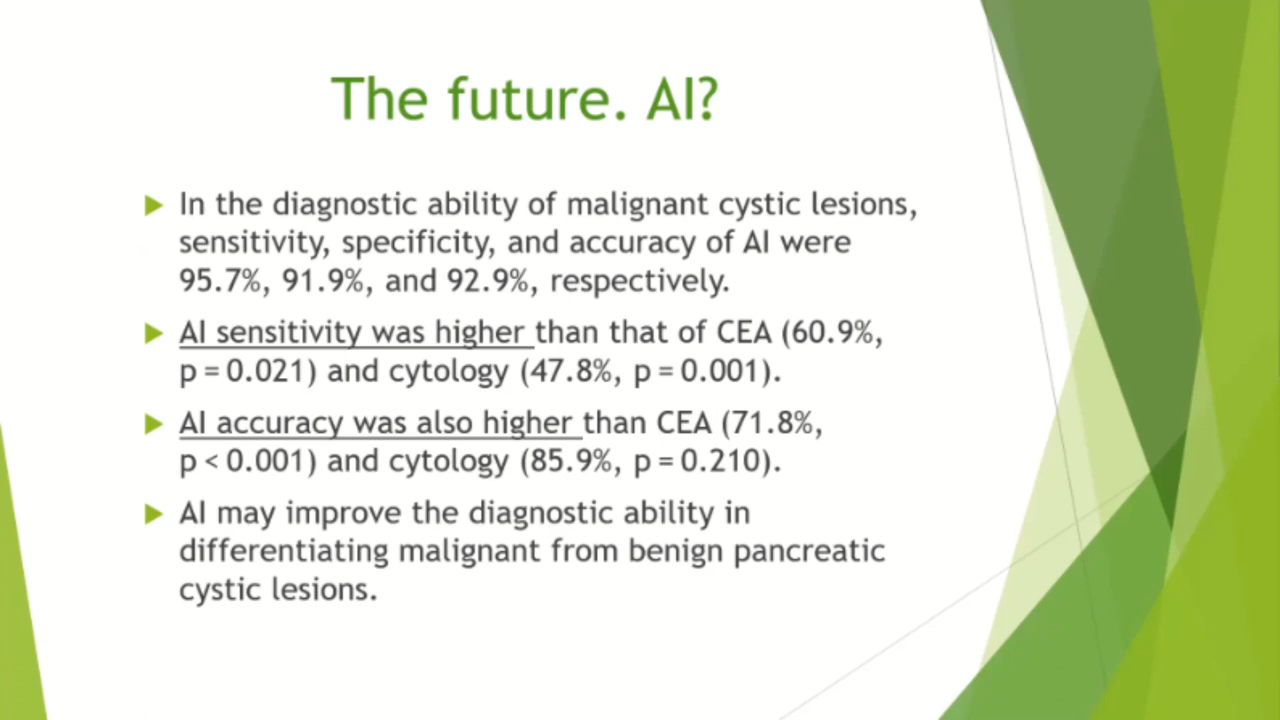 The future. AI?
In the diagnostic ability of malignant cystic lesions,
sensitivity, specificity, and accuracy of AI were
95.7%, 91.9%, and 92.9%, respectively.
AI sensitivity was higher than that of CEA (60.9%,
p = 0.021) and cytology (47.8%, p = 0.001).
AI accuracy was also higher than CEA (71.8%,
p < 0.001) and cytology (85.9%, p = 0.210).
AI may improve the diagnostic ability in
differentiating malignant from benign pancreatic
cystic lesions.